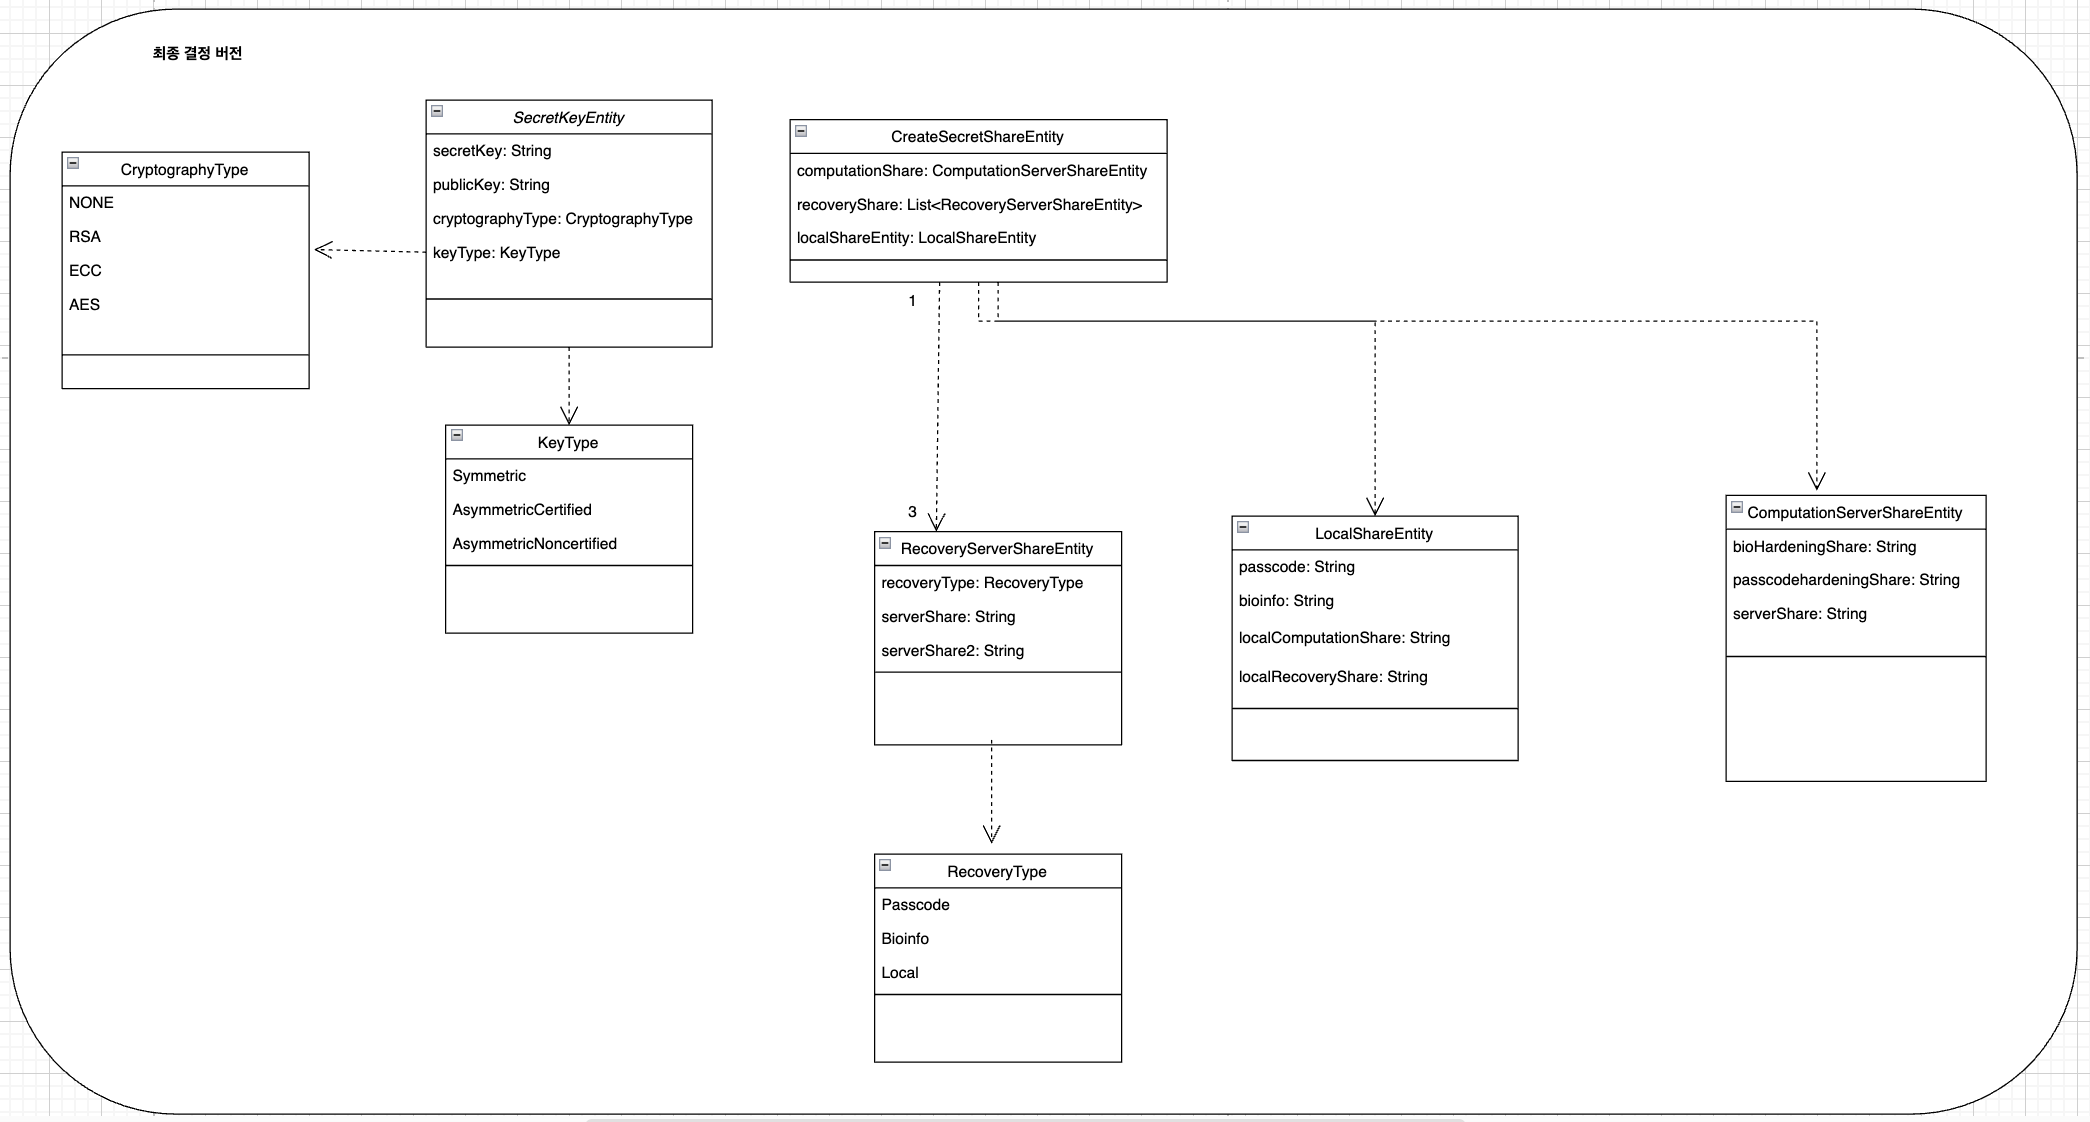 최종 결정 버전
CryptographyType
NONE
RSA
ECC
AES
SecretKeyEntity
secretKey: String
publicKey: String
cryptographyType: CryptographyType
keyType: KeyType
KeyType
Symmetric
AsymmetricCertified
AsymmetricNoncertified
CreateSecretShareEntity
computationShare: ComputationServerShareEntity
recoveryShare: List<RecoveryServerShareEntity>
localShareEntity: LocalShareEntity
1
3
RecoveryServerShareEntity
recoveryType: RecoveryType
serverShare: String
serverShare2: String
RecoveryType
Passcode
Bioinfo
Local
LocalShareEntity
passcode: String
bioinfo: String
localComputationShare: String
localRecoveryShare: String
ComputationServerShareEntity
bioHardeningShare: String
passcodehardeningShare: String
serverShare: String